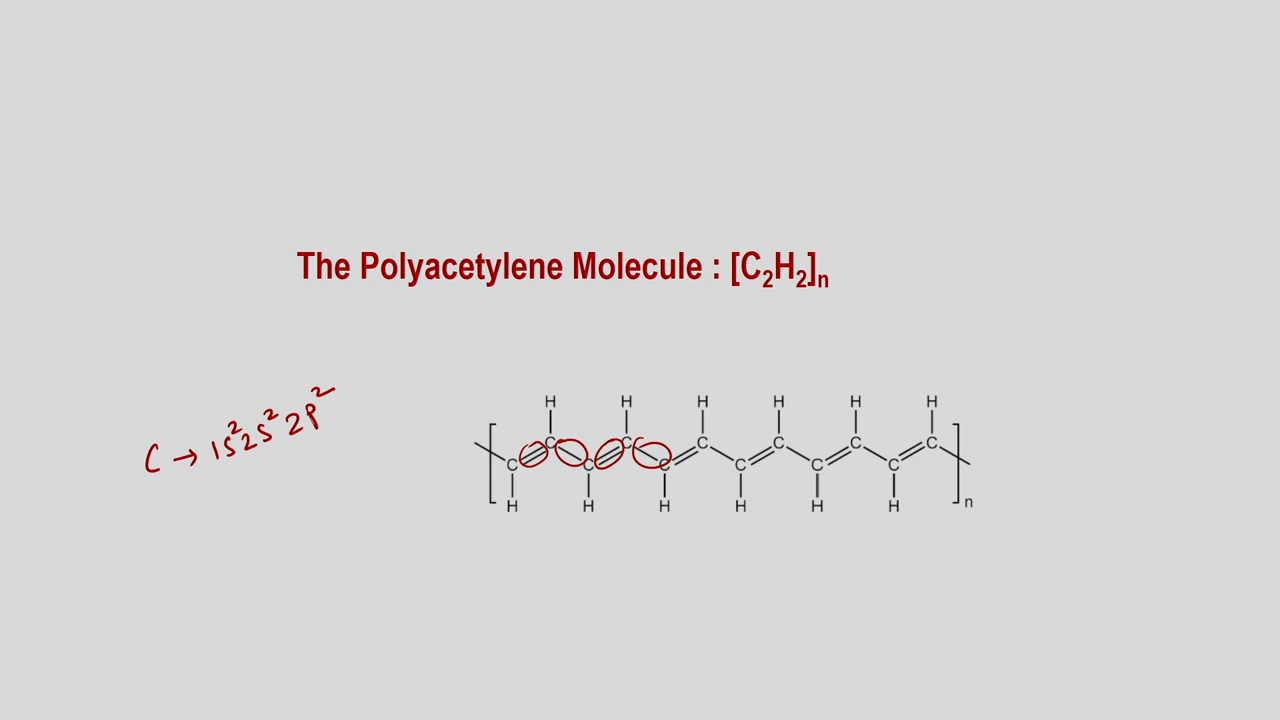 The Polyacetylene Molecule : [C₂H₂]ₙ
C → 1s² 2s² 2p²
H H H H H H
C C C C C C
C C C C C C
H H H H H H n